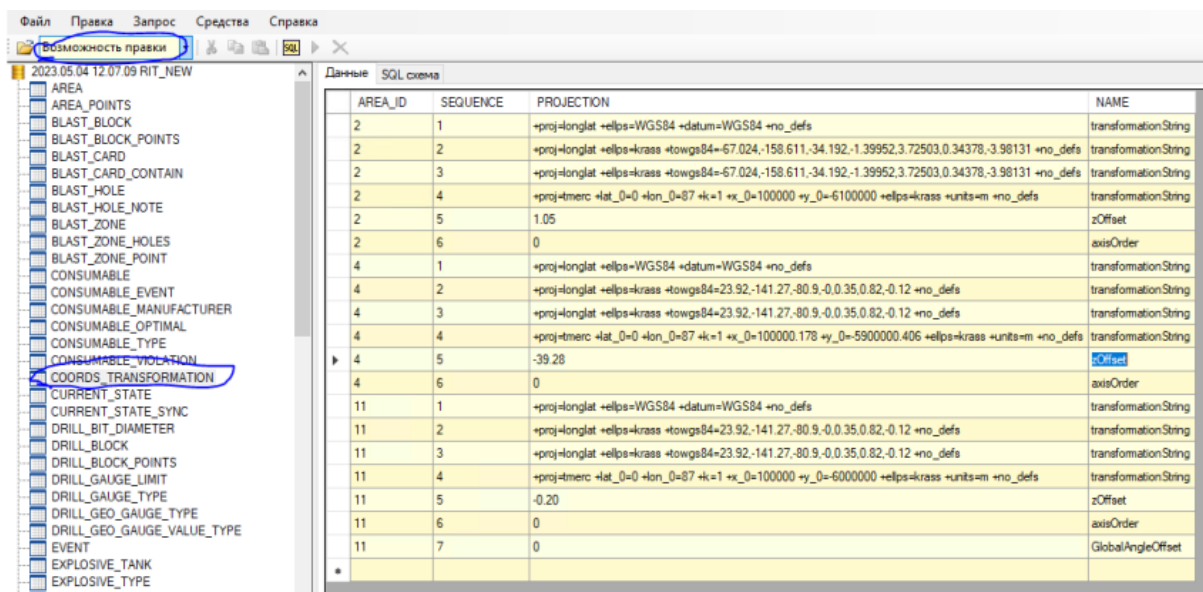 Файл Правка Запрос Средства Справка
Возможность правки SQL
2023.05.04 12.07.09 RIT_NEW
AREA
AREA_POINTS
BLAST_BLOCK
BLAST_BLOCK_POINTS
BLAST_CARD
BLAST_CARD_CONTAIN
BLAST_HOLE
BLAST_HOLE_NOTE
BLAST_ZONE
BLAST_ZONE_HOLES
BLAST_ZONE_POINT
CONSUMABLE
CONSUMABLE_EVENT
CONSUMABLE_MANUFACTURER
CONSUMABLE_OPTIMAL
CONSUMABLE_TYPE
CONSUMABLE_VIOLATION
COORDS_TRANSFORMATION
CURRENT_STATE
CURRENT_STATE_SYNC
DRILL_BIT_DIAMETER
DRILL_BLOCK
DRILL_BLOCK_POINTS
DRILL_GAUGE_LIMIT
DRILL_GAUGE_TYPE
DRILL_GEO_GAUGE_TYPE
DRILL_GEO_GAUGE_VALUE_TYPE
EVENT
EXPLOSIVE_TANK
EXPLOSIVE_TYPE
Данные SQL схема
AREA_ID SEQUENCE PROJECTION NAME
2 1 +proj=longlat +ellps=WGS84 +datum=WGS84 +no_defs transformationString
2 2 +proj=longlat +ellps=krass +towgs84=-67.024,-158.611,-34.192,-1.39952,3.72503,0.34378,-3.98131 +no_defs transformationString
2 3 +proj=longlat +ellps=krass +towgs84=-67.024,-158.611,-34.192,-1.39952,3.72503,0.34378,-3.98131 +no_defs transformationString
2 4 +proj=tmerc +lat_0=0 +lon_0=87 +k=1 +x_0=100000 +y_0=-6100000 +ellps=krass +units=m +no_defs transformationString
2 5 1.05 zOffset
2 6 0 axisOrder
4 1 +proj=longlat +ellps=WGS84 +datum=WGS84 +no_defs transformationString
4 2 +proj=longlat +ellps=krass +towgs84=23.92,-141.27,-80.9,-0,0.35,0.82,-0.12 +no_defs transformationString
4 3 +proj=longlat +ellps=krass +towgs84=23.92,-141.27,-80.9,-0,0.35,0.82,-0.12 +no_defs transformationString
4 4 +proj=tmerc +lat_0=0 +lon_0=87 +k=1 +x_0=100000.178 +y_0=-5900000.406 +ellps=krass +units=m +no_defs transformationString
4 5 -39.28 zOffset
4 6 0 axisOrder
11 1 +proj=longlat +ellps=WGS84 +datum=WGS84 +no_defs transformationString
11 2 +proj=longlat +ellps=krass +towgs84=23.92,-141.27,-80.9,-0,0.35,0.82,-0.12 +no_defs transformationString
11 3 +proj=longlat +ellps=krass +towgs84=23.92,-141.27,-80.9,-0,0.35,0.82,-0.12 +no_defs transformationString
11 4 +proj=tmerc +lat_0=0 +lon_0=87 +k=1 +x_0=100000 +y_0=-6000000 +ellps=krass +units=m +no_defs transformationString
11 5 -0.20 zOffset
11 6 0 axisOrder
11 7 0 GlobalAngleOffset